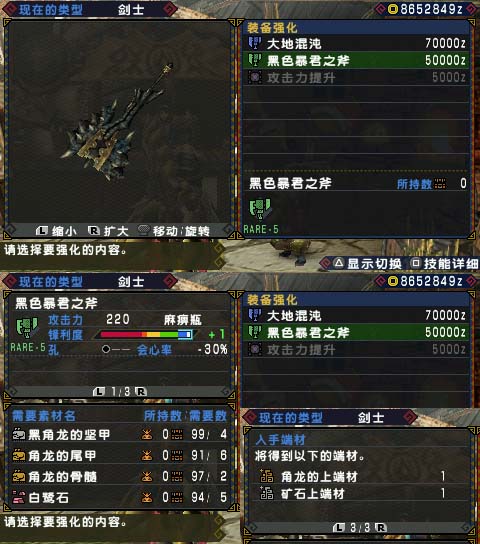 现在的类型 剑士
8652849z
装备强化
大地混沌 70000z
黑色暴君之斧 50000z
攻击力提升 5000z
黑色暴君之斧 所持数 0
RARE-5
L 缩小 R 扩大 移动/旋转
请选择要强化的内容。
△显示切换 □技能详细
现在的类型 剑士
8652849z
黑色暴君之斧
攻击力 220 麻痹瓶
锋利度 +1
RARE-5
孔 ●—— 会心率 -30%
L 1/3 R
装备强化
大地混沌 70000z
黑色暴君之斧 50000z
攻击力提升 5000z
需要素材名 所持数/需要数
黑角龙的坚甲 0 99/ 4
角龙的尾甲 0 91/ 6
角龙的骨髓 0 97/ 2
白鹭石 0 94/ 5
请选择要强化的内容。
现在的类型 剑士
入手端材
将得到以下的端材。
角龙的上端材 1
矿石上端材 1
L 3/3 R